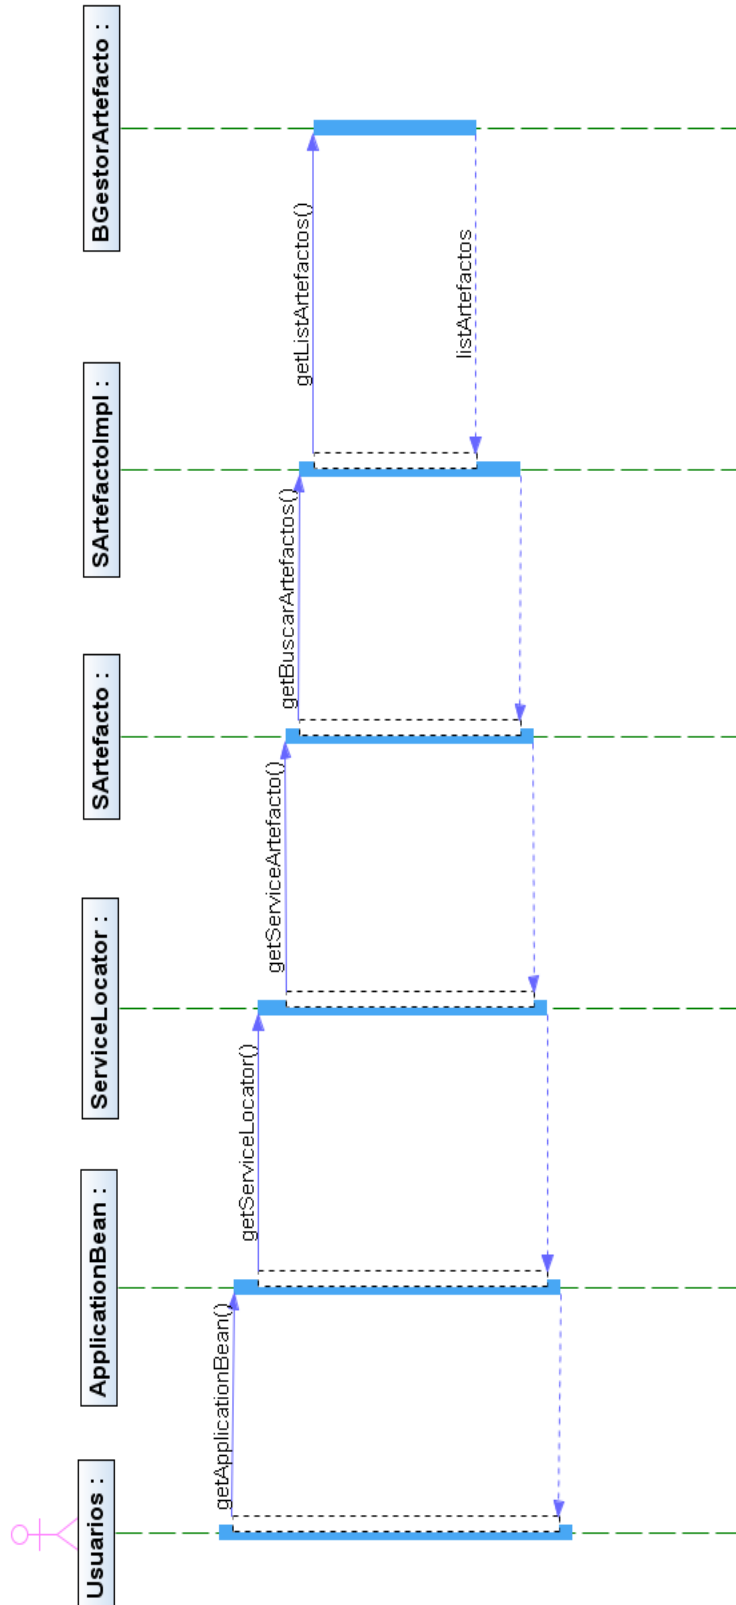 Usuarios :
ApplicationBean :
ServiceLocator :
SArtefacto :
SArtefactoImpl :
BGestorArtefacto :
getApplicationBean()
getServiceLocator()
getServiceArtefacto()
getBuscarArtefactos()
getListArtefactos()
listArtefactos